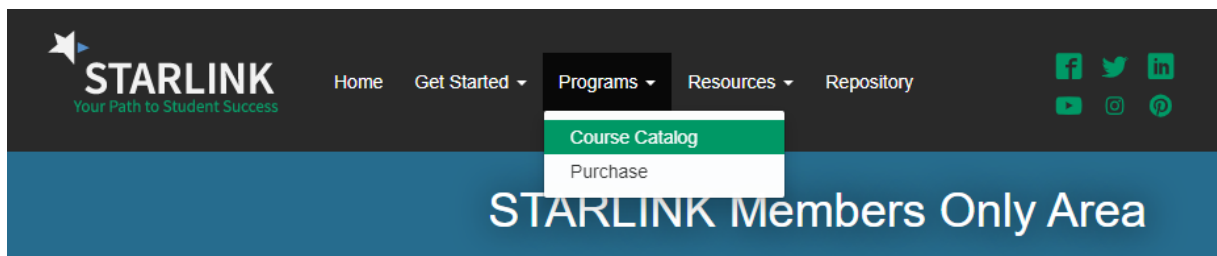 STARLINK
Your Path to Student Success
Home Get Started Programs Resources Repository
Course Catalog
Purchase
STARLINK Members Only Area